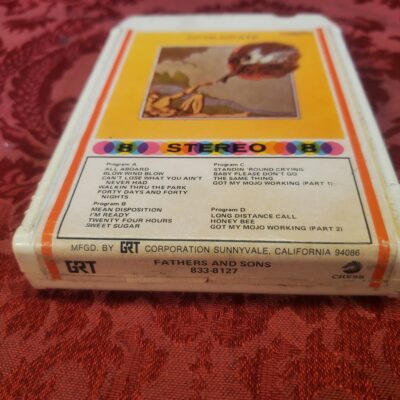 8 STEREO 8
Program A
ALL ABOARD
BLOW WIND BLOW
CAN'T LOSE WHAT YOU AIN'T
NEVER HAD
WALKIN THRU THE PARK
FORTY DAYS AND FORTY
NIGHTS
Program B
MEAN DISPOSITION
I'M READY
TWENTY FOUR HOURS
SWEET SUGAR
Program C
STANDIN 'ROUND CRYING
BABY PLEASE DON'T GO
THE SAME THING
GOT MY MOJO WORKING (PART 1)
Program D
LONG DISTANCE CALL
HONEY BEE
GOT MY MOJO WORKING (PART 2)
MFGD. BY GRT CORPORATION SUNNYVALE, CALIFORNIA 94086
GRT
FATHERS AND SONS
833-8127
CHESS